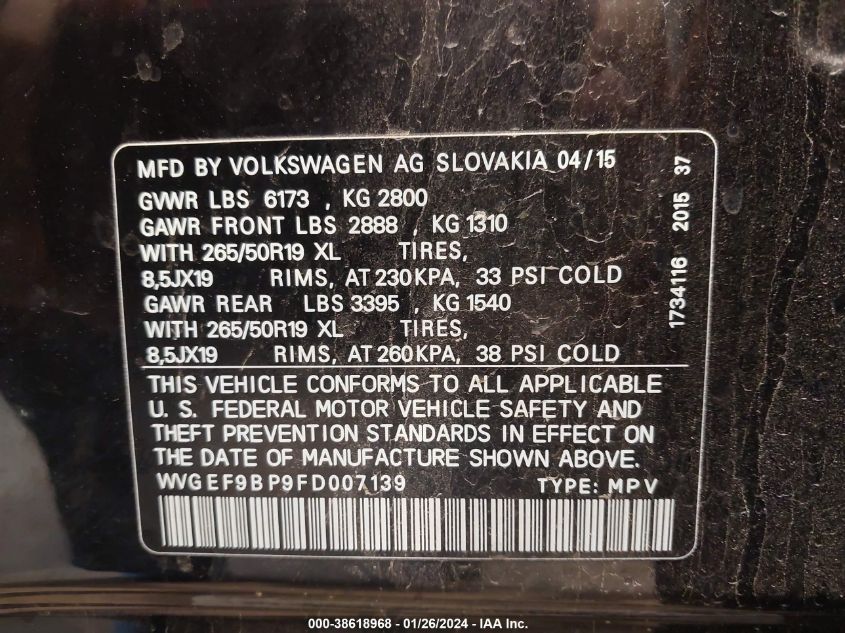 MFD BY VOLKSWAGEN AG SLOVAKIA 04/15
GVWR LBS 6173 , KG 2800
GAWR FRONT LBS 2888 , KG 1310
WITH 265/50R19 XL TIRES,
8,5JX19 RIMS, AT 230KPA, 33 PSI COLD
GAWR REAR LBS 3395 , KG 1540
WITH 265/50R19 XL TIRES,
8,5JX19 RIMS, AT 260KPA, 38 PSI COLD
1734116 2015 37
THIS VEHICLE CONFORMS TO ALL APPLICABLE
U. S. FEDERAL MOTOR VEHICLE SAFETY AND
THEFT PREVENTION STANDARDS IN EFFECT ON
THE DATE OF MANUFACTURE SHOWN ABOVE.
WVGEF9BP9FD007139 TYPE: MPV
000-38618968 - 01/26/2024 - IAA Inc.